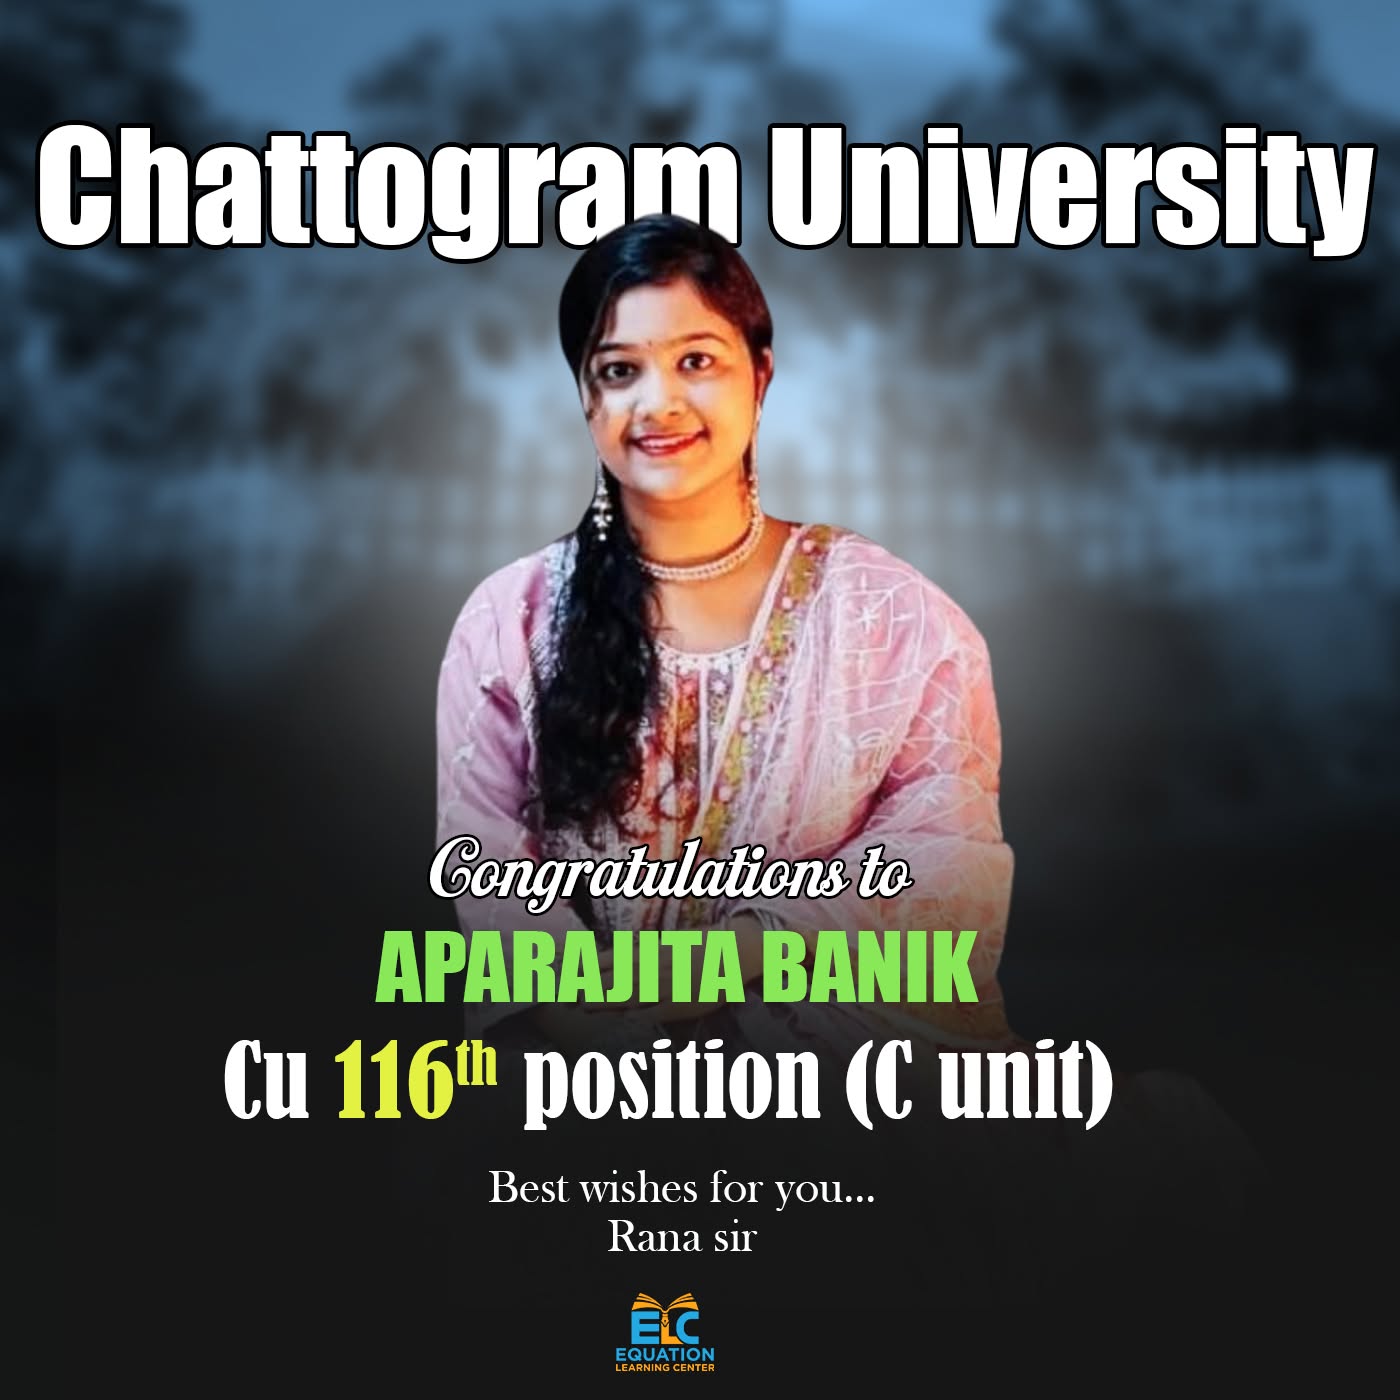 Chattogram University
Congratulations to
APARAJITA BANIK
Cu 116th position (C unit)
Best wishes for you...
Rana sir
ELC
EQUATION
LEARNING CENTER